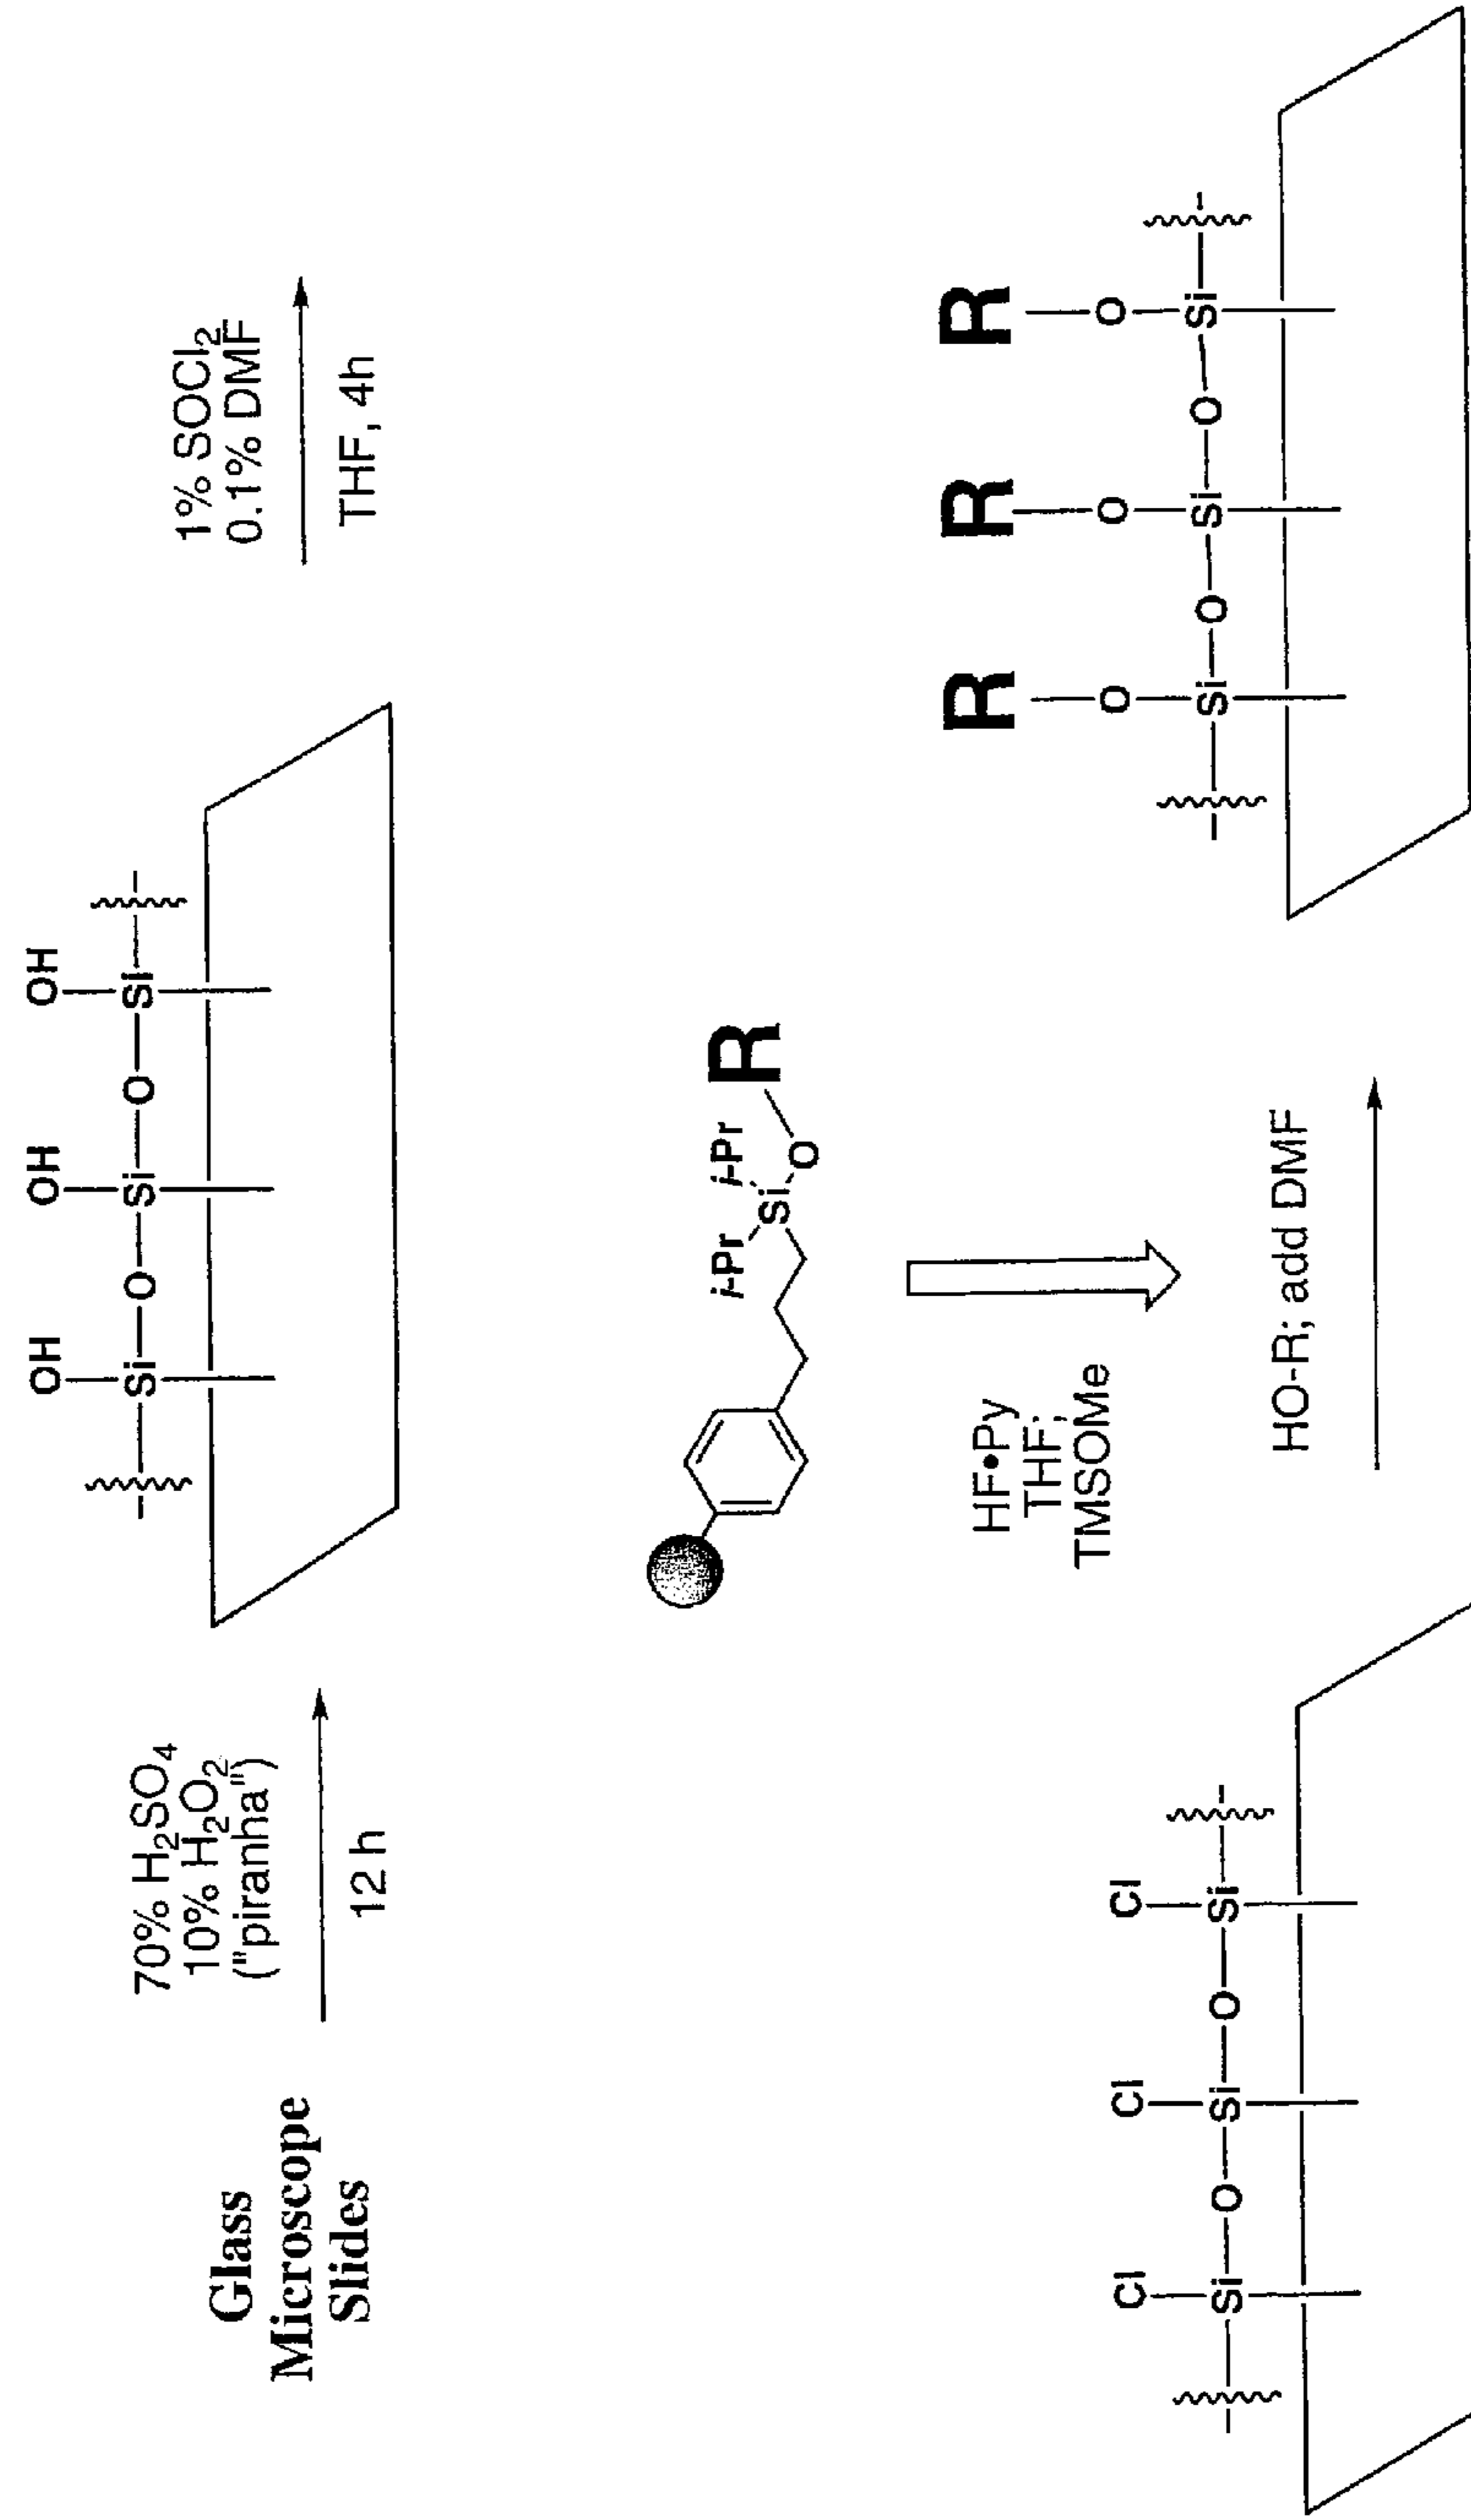 Glass
Microscope
Slides
70% H2SO4
10% H2O2
("piranha")
12 h
OH OH OH
Si O Si O Si
1% SOCl2
0.1% DMF
THF, 4h
i-Pr i-Pr
Si
O
R
HF•Py
THF;
TMSOMe
Cl Cl Cl
Si O Si O Si
HO-R; add DMF
R R R
O O O
Si O Si O Si